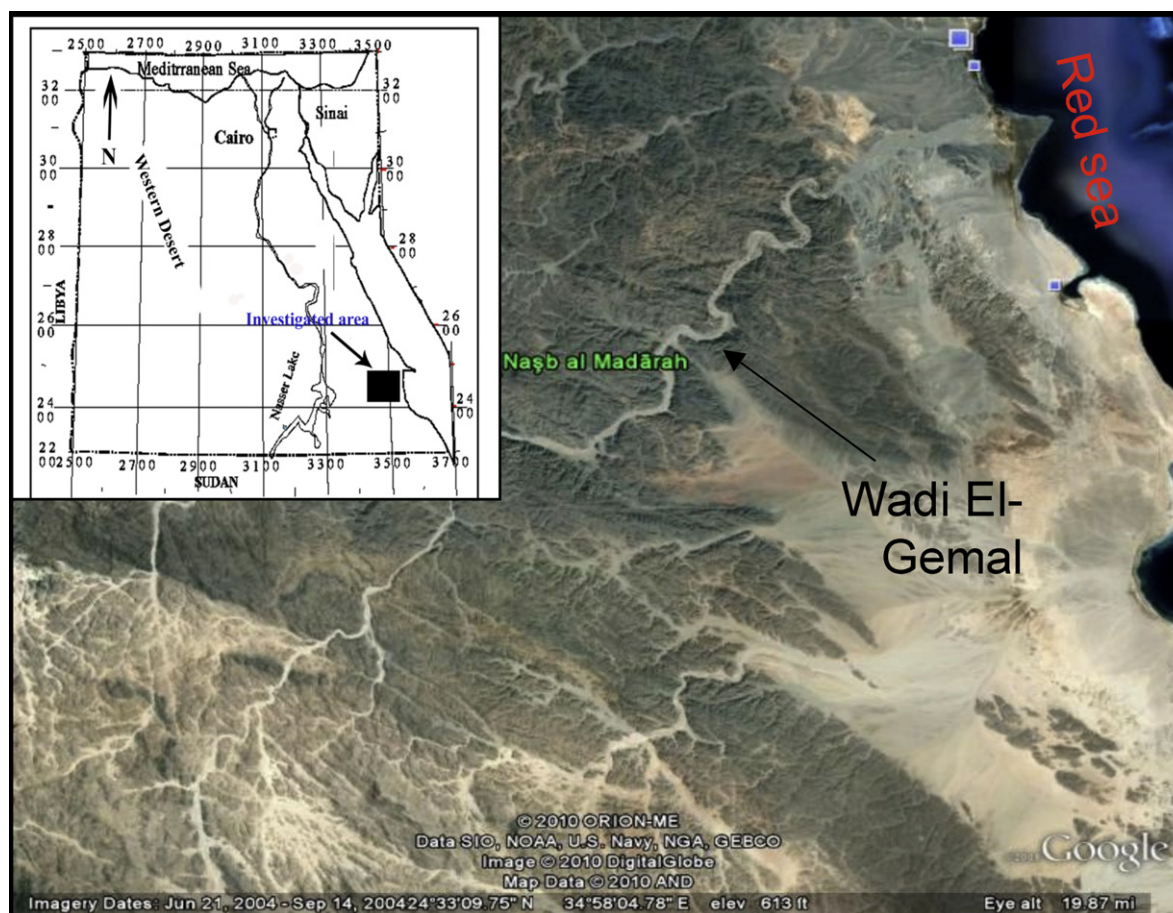 2500 2700 2900 3100 3300 3500
Meditrranean Sea
32
00
Sinai
Cairo
N
30
00
30
00
Western Desert
28
00
28
00
LIBYA
Investigated area
26
00
26
00
Nasser Lake
24
00
24
00
22
00
2500 2700 2900 3100 3300 3500 3700
SUDAN
Red sea
Naşb al Madārah
Wadi El-
Gemal
© 2010 ORION-ME
Data SIO, NOAA, U.S. Navy, NGA, GEBCO
Image © 2010 DigitalGlobe
Map Data © 2010 AND
Google
Imagery Dates: Jun 21, 2004 - Sep 14, 2004 24°33'09.75" N 34°58'04.78" E elev 613 ft Eye alt 19.87 mi